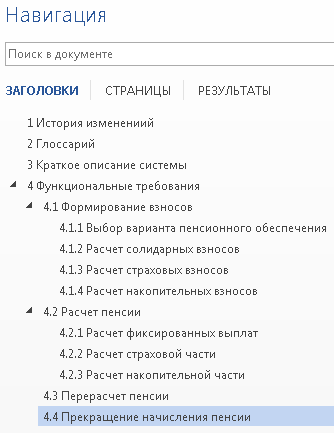 Навигация
Поиск в документе
ЗАГОЛОВКИ СТРАНИЦЫ РЕЗУЛЬТАТЫ
1 История измененией
2 Глоссарий
3 Краткое описание системы
4 Функциональные требования
4.1 Формирование взносов
4.1.1 Выбор варианта пенсионного обеспечения
4.1.2 Расчет солидарных взносов
4.1.3 Расчет страховых взносов
4.1.4 Расчет накопительных взносов
4.2 Расчет пенсии
4.2.1 Расчет фиксированных выплат
4.2.2 Расчет страховой части
4.2.3 Расчет накопительной части
4.3 Перерасчет пенсии
4.4 Прекращение начисления пенсии